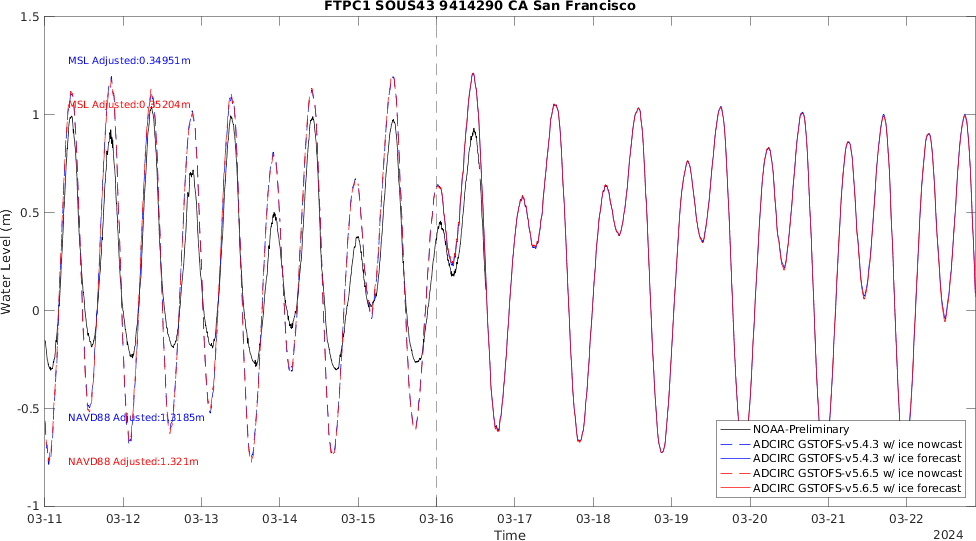 FTPC1 SOUS43 9414290 CA San Francisco
1.5
MSL Adjusted:0.34951m
MSL Adjusted:0.35204m
1
0.5
Water Level (m)
0
-0.5
NAVD88 Adjusted:1.3185m
NAVD88 Adjusted:1.321m
-1
NOAA-Preliminary
ADCIRC GSTOFS-v5.4.3 w/ ice nowcast
ADCIRC GSTOFS-v5.4.3 w/ ice forecast
ADCIRC GSTOFS-v5.6.5 w/ ice nowcast
ADCIRC GSTOFS-v5.6.5 w/ ice forecast
03-11 03-12 03-13 03-14 03-15 03-16 03-17 03-18 03-19 03-20 03-21 03-22
Time
2024